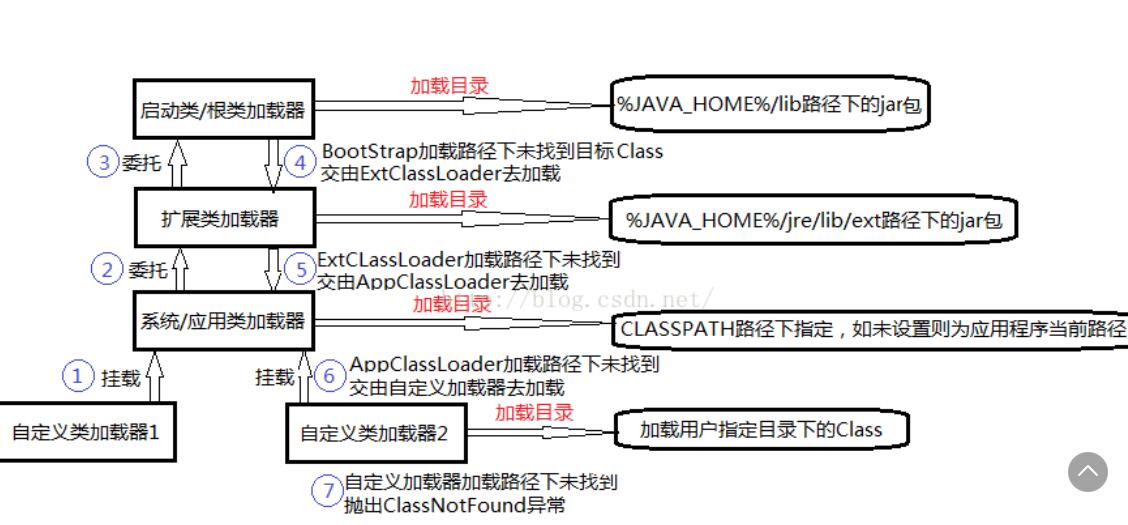 加载目录
启动类/根类加载器
%JAVA_HOME%/lib路径下的jar包
③ 委托
④ BootStrap加载路径下未找到目标Class
交由ExtClassLoader去加载
加载目录
扩展类加载器
%JAVA_HOME%/jre/lib/ext路径下的jar包
② 委托
⑤ ExtCLassLoader加载路径下未找到
交由AppClassLoader去加载
http://blog.csdn.net/
加载目录
系统/应用类加载器
CLASSPATH路径下指定，如未设置则为应用程序当前路径
① 挂载
挂载
⑥ AppClassLoader加载路径下未找到
交由自定义加载器去加载
加载目录
自定义类加载器1
自定义类加载器2
加载用户指定目录下的Class
⑦ 自定义加载器加载路径下未找到
抛出ClassNotFound异常